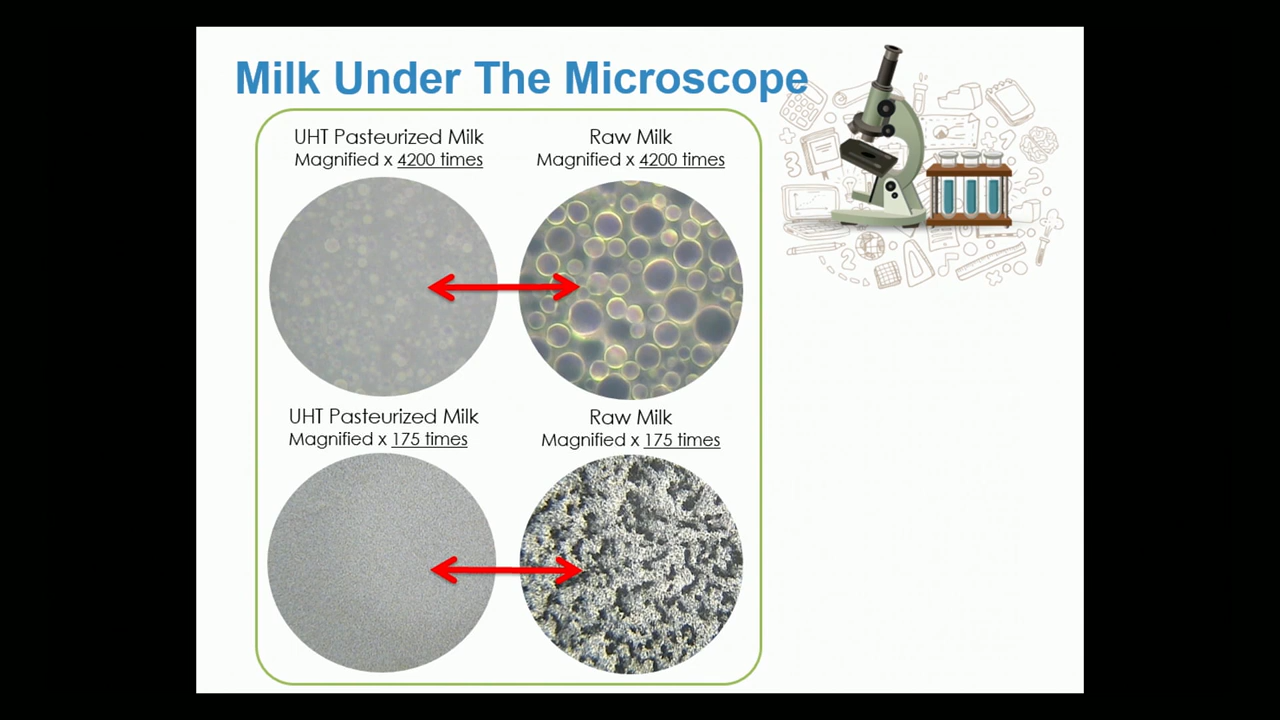 Milk Under The Microscope
UHT Pasteurized Milk
Magnified x 4200 times
Raw Milk
Magnified x 4200 times
UHT Pasteurized Milk
Magnified x 175 times
Raw Milk
Magnified x 175 times